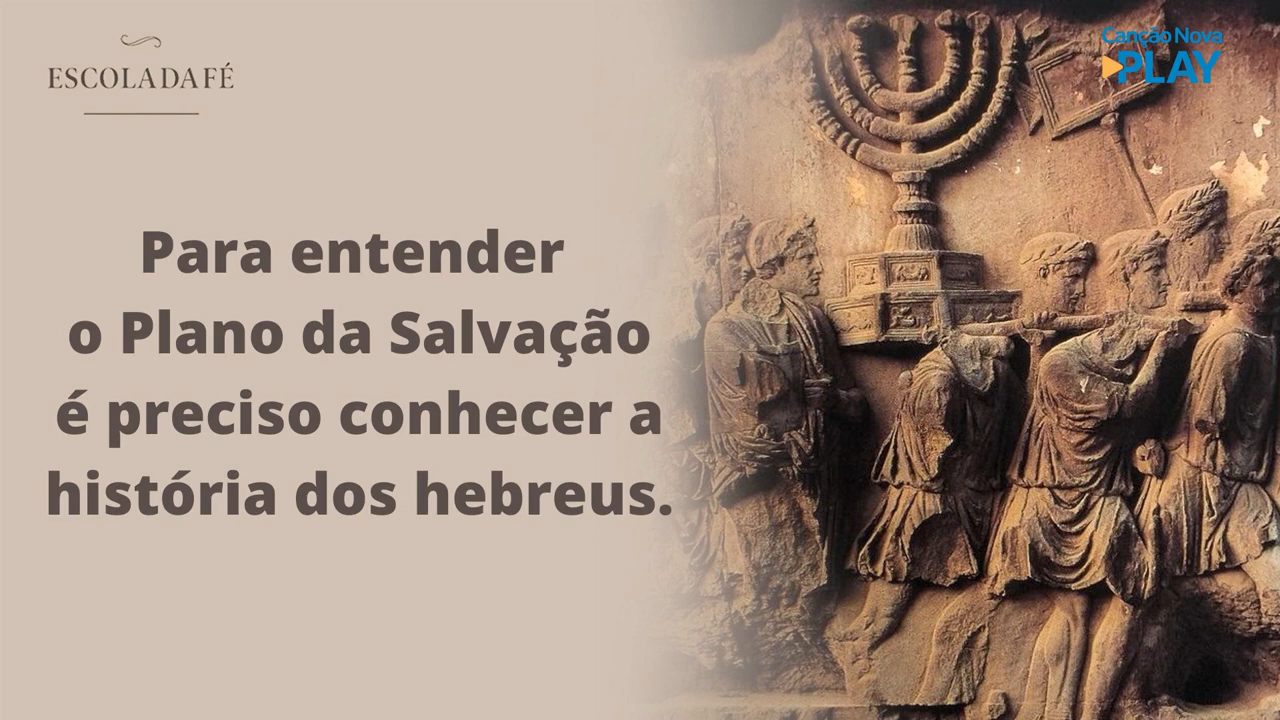 ESCOLADAFÉ
Canção Nova
PLAY
Para entender
o Plano da Salvação
é preciso conhecer a
história dos hebreus.